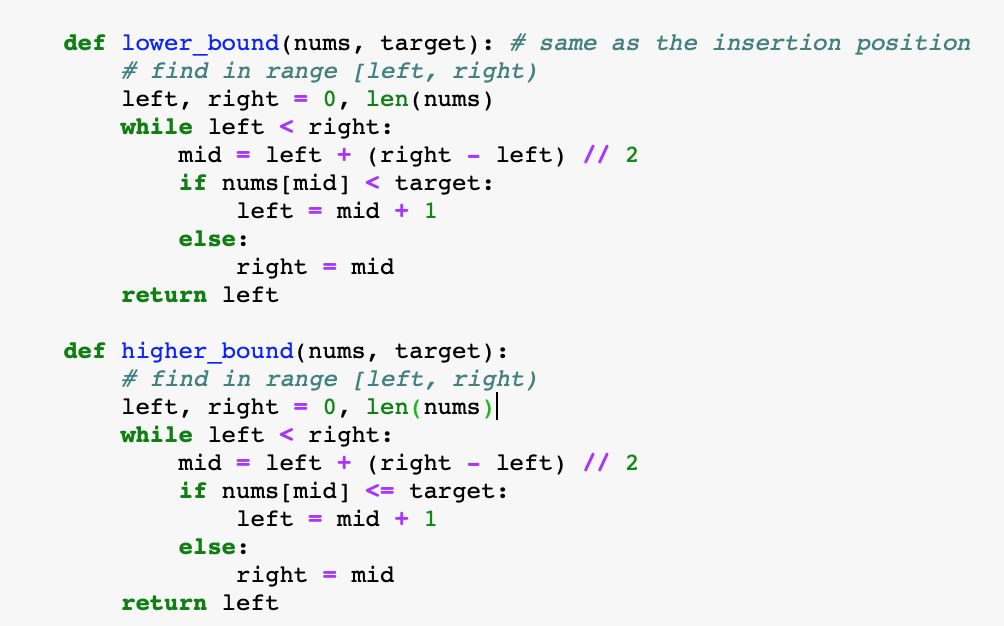 def lower_bound(nums, target): # same as the insertion position
    # find in range [left, right)
    left, right = 0, len(nums)
    while left < right:
        mid = left + (right - left) // 2
        if nums[mid] < target:
            left = mid + 1
        else:
            right = mid
    return left

def higher_bound(nums, target):
    # find in range [left, right)
    left, right = 0, len(nums)
    while left < right:
        mid = left + (right - left) // 2
        if nums[mid] <= target:
            left = mid + 1
        else:
            right = mid
    return left